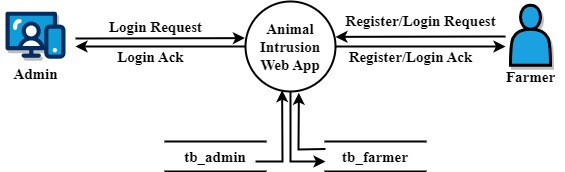 Login Request
Login Ack
Admin
Animal
Intrusion
Web App
Register/Login Request
Register/Login Ack
Farmer
tb_admin
tb_farmer